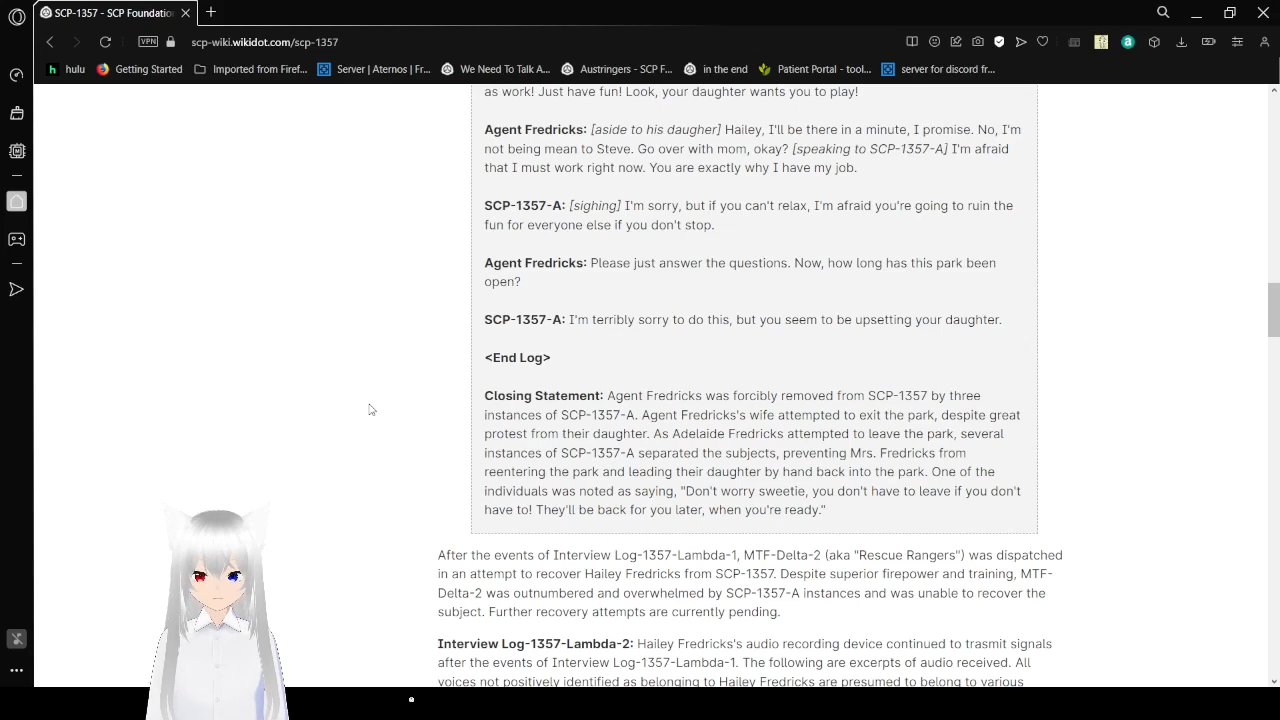 SCP-1357 - SCP Foundatio
scp-wiki.wikidot.com/scp-1357
VPN
hulu
Getting Started
Imported from Firef...
Server | Aternos | Fr...
We Need To Talk A...
Austringers - SCP F...
in the end
Patient Portal - tool...
server for discord fr...
as work! Just have fun! Look, your daughter wants you to play!
Agent Fredricks: [aside to his daugher] Hailey, I'll be there in a minute, I promise. No, I'm
not being mean to Steve. Go over with mom, okay? [speaking to SCP-1357-A] I'm afraid
that I must work right now. You are exactly why I have my job.
SCP-1357-A: [sighing] I'm sorry, but if you can't relax, I'm afraid you're going to ruin the
fun for everyone else if you don't stop.
Agent Fredricks: Please just answer the questions. Now, how long has this park been
open?
SCP-1357-A: I'm terribly sorry to do this, but you seem to be upsetting your daughter.
<End Log>
Closing Statement: Agent Fredricks was forcibly removed from SCP-1357 by three
instances of SCP-1357-A. Agent Fredricks's wife attempted to exit the park, despite great
protest from their daughter. As Adelaide Fredricks attempted to leave the park, several
instances of SCP-1357-A separated the subjects, preventing Mrs. Fredricks from
reentering the park and leading their daughter by hand back into the park. One of the
individuals was noted as saying, "Don't worry sweetie, you don't have to leave if you don't
have to! They'll be back for you later, when you're ready."
After the events of Interview Log-1357-Lambda-1, MTF-Delta-2 (aka "Rescue Rangers") was dispatched
in an attempt to recover Hailey Fredricks from SCP-1357. Despite superior firepower and training, MTF-
Delta-2 was outnumbered and overwhelmed by SCP-1357-A instances and was unable to recover the
subject. Further recovery attempts are currently pending.
Interview Log-1357-Lambda-2: Hailey Fredricks's audio recording device continued to trasmit signals
after the events of Interview Log-1357-Lambda-1. The following are excerpts of audio received. All
voices not positively identified as belonging to Hailey Fredricks are presumed to belong to various